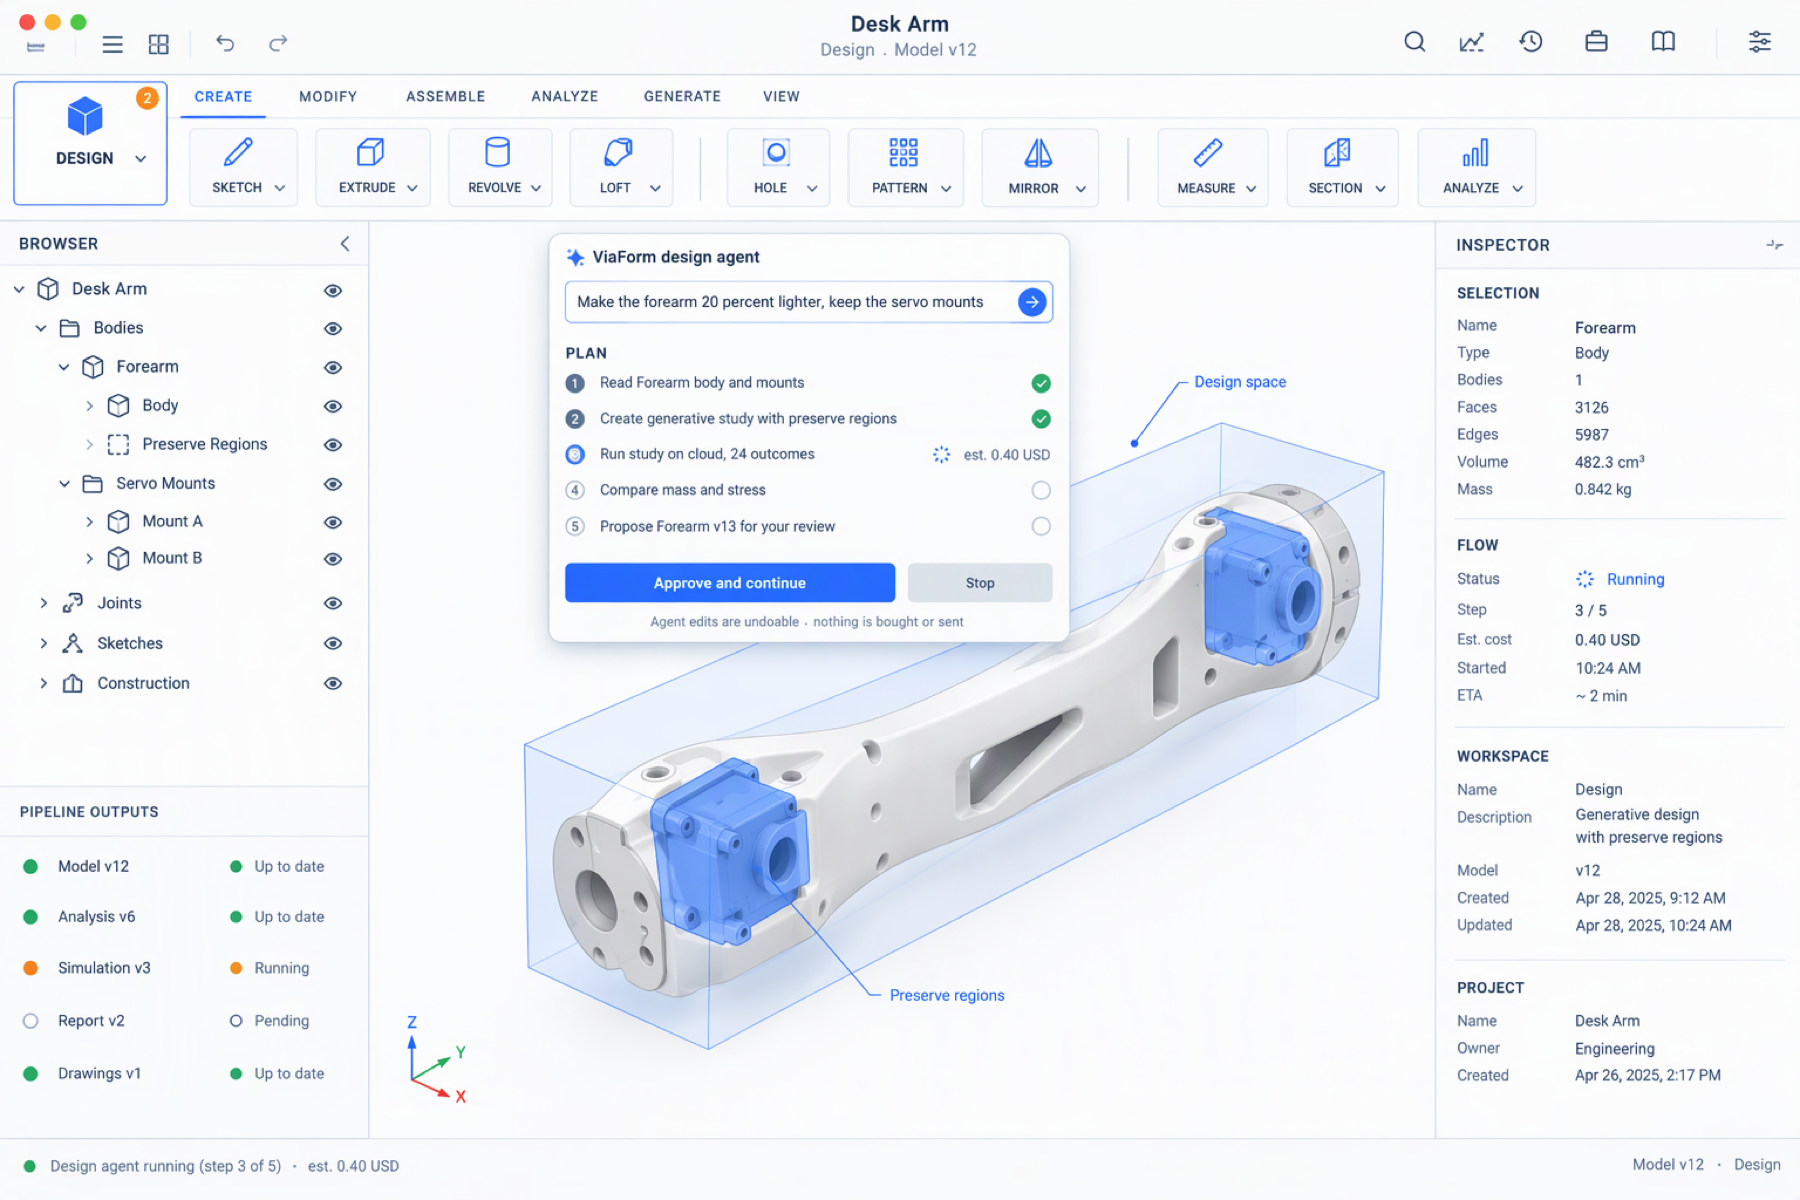 Desk Arm
Design · Model v12
2
DESIGN
CREATE
MODIFY
ASSEMBLE
ANALYZE
GENERATE
VIEW
SKETCH
EXTRUDE
REVOLVE
LOFT
HOLE
PATTERN
MIRROR
MEASURE
SECTION
ANALYZE
BROWSER
Desk Arm
Bodies
Forearm
Body
Preserve Regions
Servo Mounts
Mount A
Mount B
Joints
Sketches
Construction
PIPELINE OUTPUTS
Model v12 Up to date
Analysis v6 Up to date
Simulation v3 Running
Report v2 Pending
Drawings v1 Up to date
ViaForm design agent
Make the forearm 20 percent lighter, keep the servo mounts
PLAN
1 Read Forearm body and mounts
2 Create generative study with preserve regions
Run study on cloud, 24 outcomes est. 0.40 USD
4 Compare mass and stress
5 Propose Forearm v13 for your review
Approve and continue
Stop
Agent edits are undoable · nothing is bought or sent
Design space
Preserve regions
Z
Y
X
INSPECTOR
SELECTION
Name Forearm
Type Body
Bodies 1
Faces 3126
Edges 5987
Volume 482.3 cm³
Mass 0.842 kg
FLOW
Status Running
Step 3 / 5
Est. cost 0.40 USD
Started 10:24 AM
ETA ~ 2 min
WORKSPACE
Name Design
Description Generative design
with preserve regions
Model v12
Created Apr 28, 2025, 9:12 AM
Updated Apr 28, 2025, 10:24 AM
PROJECT
Name Desk Arm
Owner Engineering
Created Apr 26, 2025, 2:17 PM
Design agent running (step 3 of 5) · est. 0.40 USD
Model v12 · Design